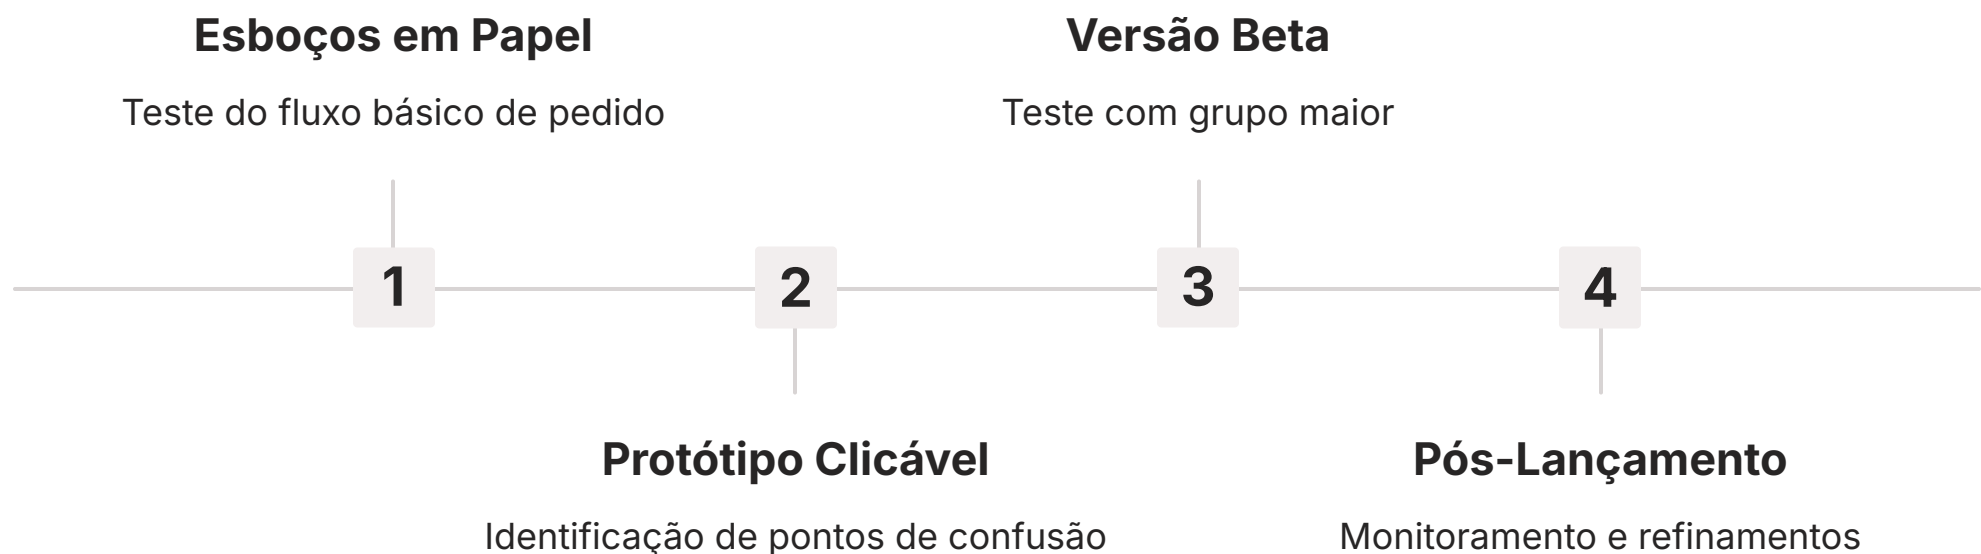 Esboços em Papel
Teste do fluxo básico de pedido
1
2
Protótipo Clicável
Identificação de pontos de confusão
Versão Beta
Teste com grupo maior
3
4
Pós-Lançamento
Monitoramento e refinamentos